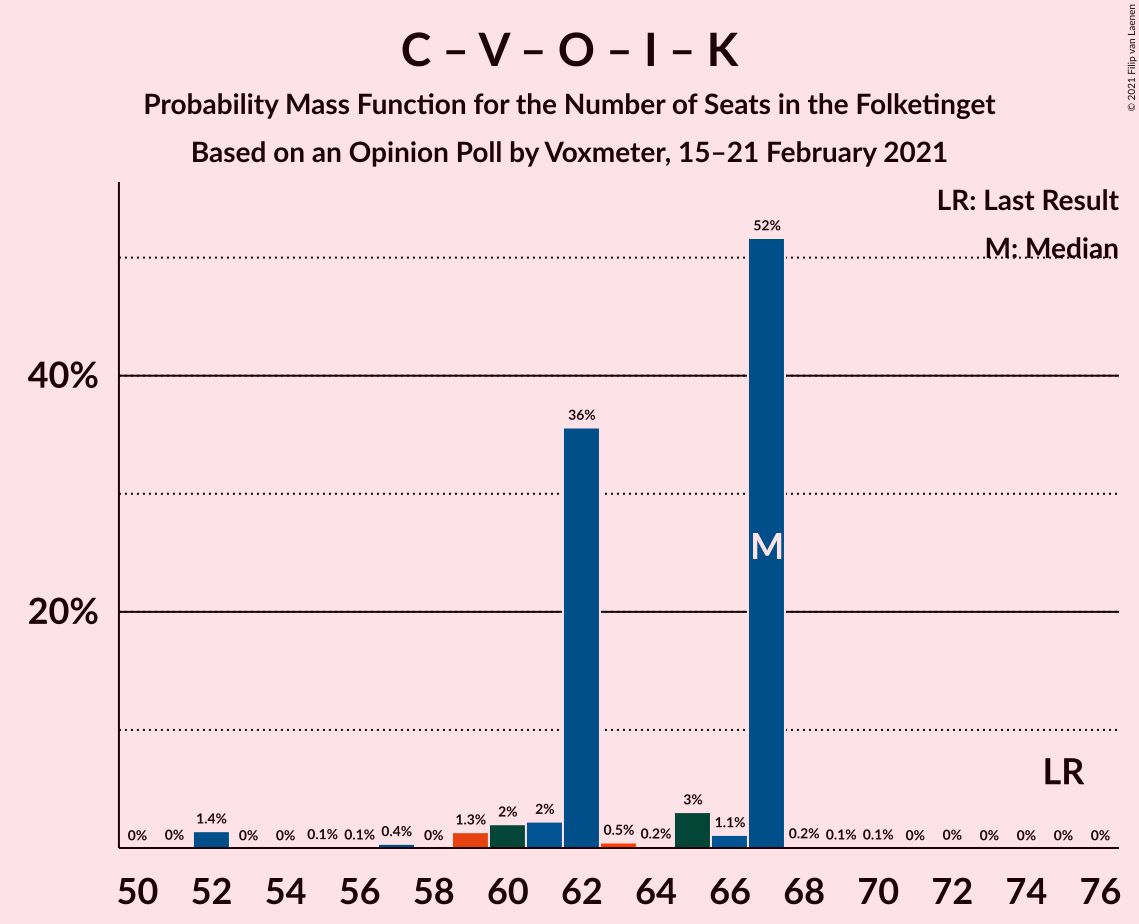 C – V – O – I – K
Probability Mass Function for the Number of Seats in the Folketinget
Based on an Opinion Poll by Voxmeter, 15–21 February 2021
© 2021 Filip van Laenen
LR: Last Result
M: Median
52%
40%
36%
M
20%
LR
0% 0% 1.4% 0% 0% 0.1% 0.1% 0.4% 0% 1.3% 2% 2% 0.5% 0.2% 3% 1.1% 0.2% 0.1% 0.1% 0% 0% 0% 0% 0% 0%
50 52 54 56 58 60 62 64 66 68 70 72 74 76